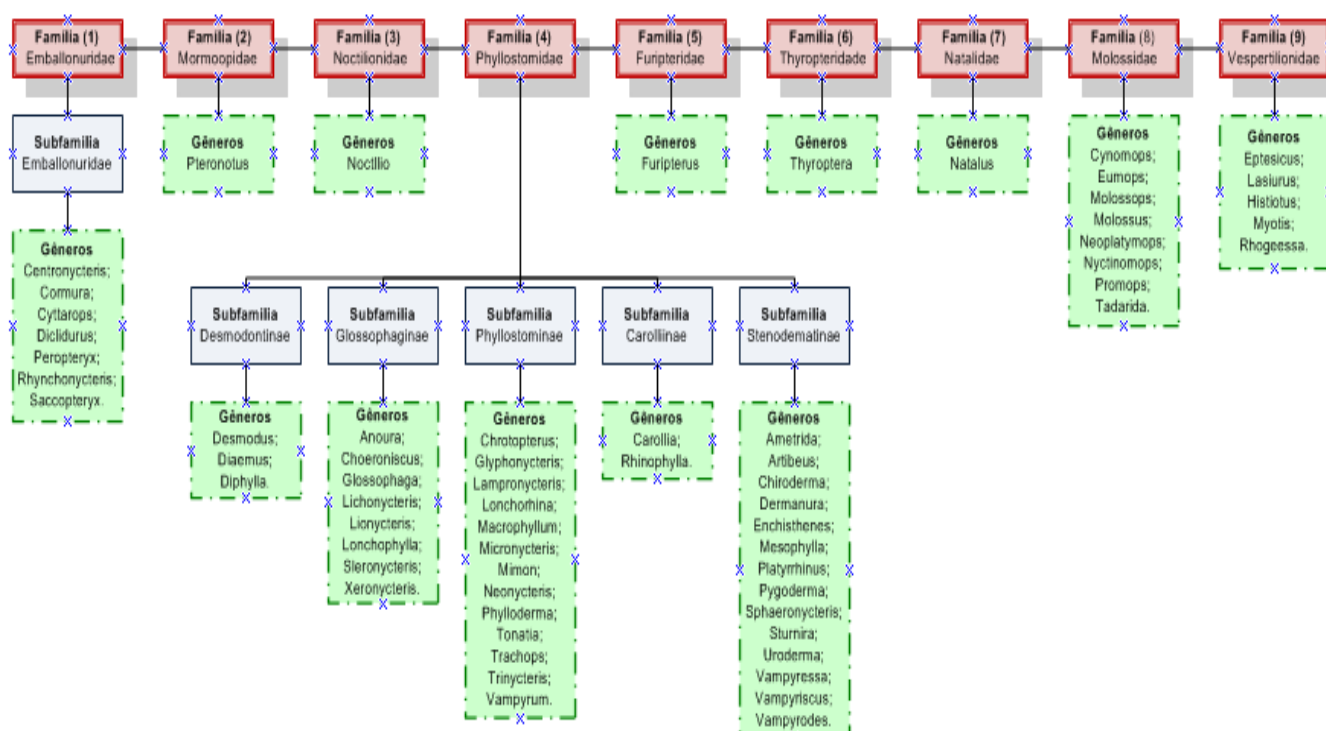 Família (1)
Emballonuridae
Família (2)
Mormoopidae
Família (3)
Noctilionidae
Família (4)
Phyllostomidae
Família (5)
Furipteridae
Família (6)
Thyropteridade
Família (7)
Natalidae
Família (8)
Molossidae
Família (9)
Vespertilionidae
Subfamília
Emballonuridae
Gêneros
Pteronotus
Gêneros
Noctilio
Gêneros
Furipterus
Gêneros
Thyroptera
Gêneros
Natalus
Gêneros
Cynomops;
Eumops;
Molossops;
Molossus;
Neoplatymops;
Nyctinomops;
Promops;
Tadarida.
Gêneros
Eptesicus;
Lasiurus;
Histiotus;
Myotis;
Rhogeessa.
Gêneros
Centronycteris;
Cormura;
Cyttarops;
Diclidurus;
Peropteryx;
Rhynchonycteris;
Saccopteryx.
Subfamília
Desmodontinae
Subfamília
Glossophaginae
Subfamília
Phyllostominae
Subfamília
Carolliinae
Subfamília
Stenodematinae
Gêneros
Desmodus;
Diaemus;
Diphylla.
Gêneros
Anoura;
Choeroniscus;
Glossophaga;
Lichonycteris;
Lionycteris;
Lonchophylla;
Sleronycteris;
Xeronycteris.
Gêneros
Chrotopterus;
Glyphonycteris;
Lampronycteris;
Lonchorhina;
Macrophyllum;
Micronycteris;
Mimon;
Neonycteris;
Phylloderma;
Tonatia;
Trachops;
Trinycteris;
Vampyrum.
Gêneros
Carollia;
Rhinophylla.
Gêneros
Ametrida;
Artibeus;
Chiroderma;
Dermanura;
Enchisthenes;
Mesophylla;
Platyrrhinus;
Pygoderma;
Sphaeronycteris;
Sturnira;
Uroderma;
Vampyressa;
Vampyriscus;
Vampyrodes.